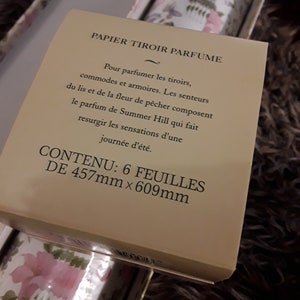 PAPIER TIROIR PARFUME
Pour parfumer les tiroirs,
commodes et armoires. Les senteurs
du lis et de la fleur de pêcher composent
le parfum de Summer Hill qui fait
resurgir les sensations d'une
journée d'été.
CONTENU: 6 FEUILLES
DE 457mm×609mm